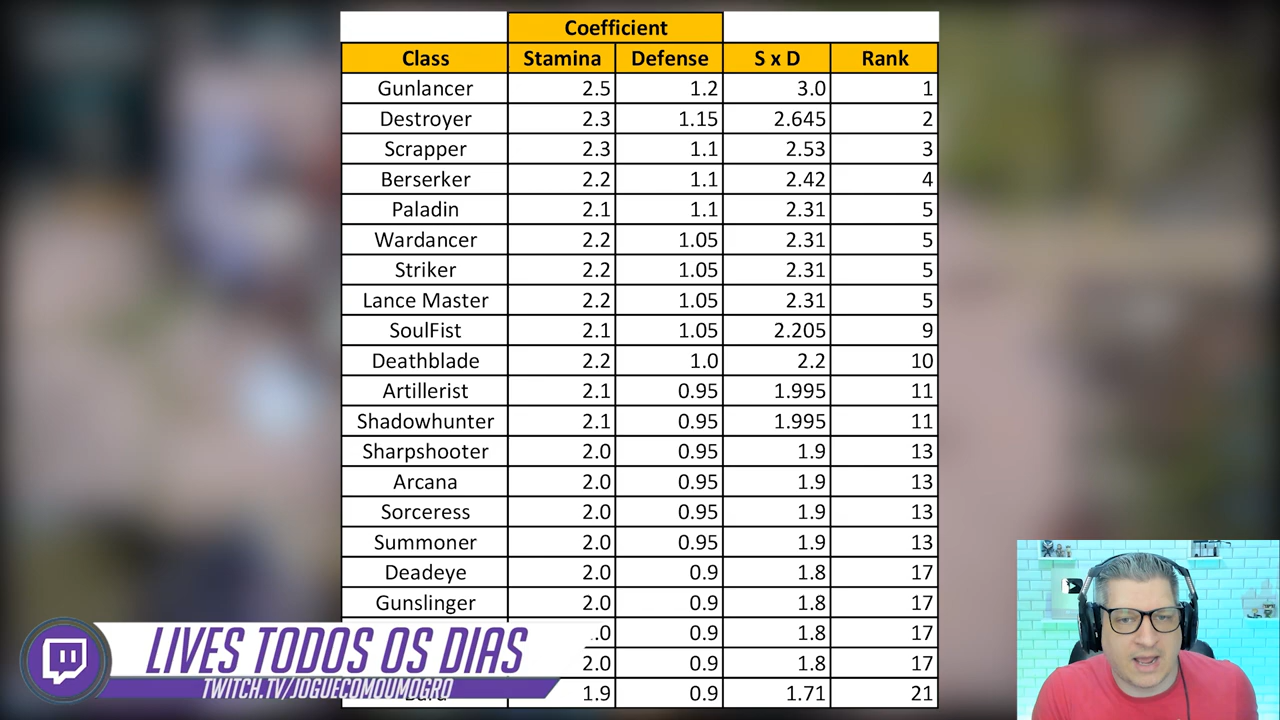 Coefficient
Class Stamina Defense S x D Rank
Gunlancer 2.5 1.2 3.0 1
Destroyer 2.3 1.15 2.645 2
Scrapper 2.3 1.1 2.53 3
Berserker 2.2 1.1 2.42 4
Paladin 2.1 1.1 2.31 5
Wardancer 2.2 1.05 2.31 5
Striker 2.2 1.05 2.31 5
Lance Master 2.2 1.05 2.31 5
SoulFist 2.1 1.05 2.205 9
Deathblade 2.2 1.0 2.2 10
Artillerist 2.1 0.95 1.995 11
Shadowhunter 2.1 0.95 1.995 11
Sharpshooter 2.0 0.95 1.9 13
Arcana 2.0 0.95 1.9 13
Sorceress 2.0 0.95 1.9 13
Summoner 2.0 0.95 1.9 13
Deadeye 2.0 0.9 1.8 17
Gunslinger 2.0 0.9 1.8 17
.0 0.9 1.8 17
2.0 0.9 1.8 17
1.9 0.9 1.71 21
LIVES TODOS OS DIAS
TWITCH.TV/JOGUECOMOUMOGRO